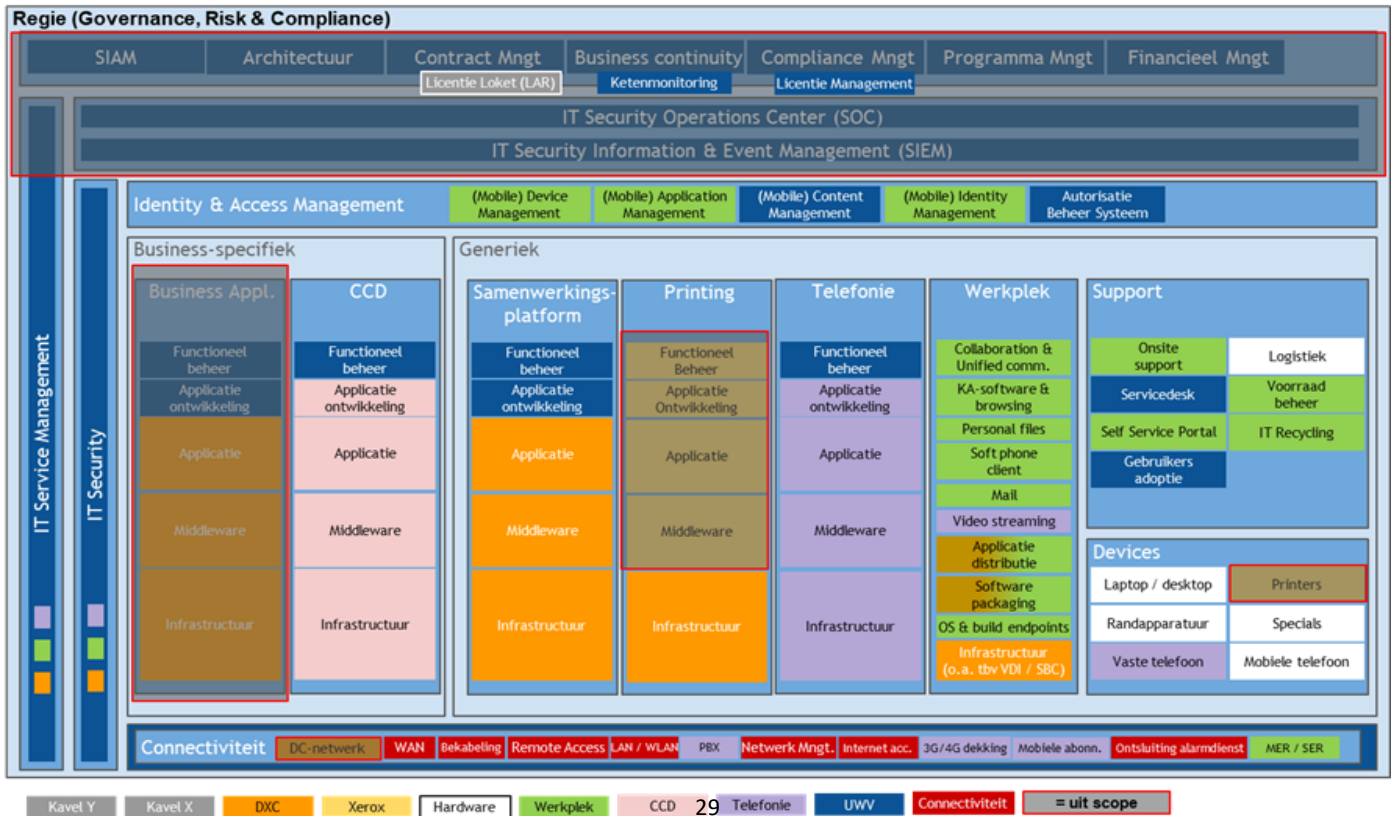 Regie (Governance, Risk & Compliance)
SIAM
Architectuur
Contract Mngt
Business continuity
Compliance Mngt
Programma Mngt
Financieel Mngt
Licentie Loket (LAR)
Ketenmonitoring
Licentie Management
IT Security Operations Center (SOC)
IT Security Information & Event Management (SIEM)
IT Service Management
IT Security
Identity & Access Management
(Mobile) Device
Management
(Mobile) Application
Management
(Mobile) Content
Management
(Mobile) Identity
Management
Autorisatie
Beheer Systeem
Business-specifiek
Business Appl.
Functioneel
beheer
Applicatie
ontwikkeling
Applicatie
Middleware
Infrastructuur
CCD
Functioneel
beheer
Applicatie
ontwikkeling
Applicatie
Middleware
Infrastructuur
Generiek
Samenwerkings-
platform
Functioneel
beheer
Applicatie
ontwikkeling
Applicatie
Middleware
Infrastructuur
Printing
Functioneel
Beheer
Applicatie
Ontwikkeling
Applicatie
Middleware
Infrastructuur
Telefonie
Functioneel
beheer
Applicatie
ontwikkeling
Applicatie
Middleware
Infrastructuur
Werkplek
Collaboration &
Unified comm.
KA-software &
browsing
Personal files
Soft phone
client
Mail
Video streaming
Applicatie
distributie
Software
packaging
OS & build endpoints
Infrastructuur
(o.a. tbv VDI / SBC)
Support
Onsite
support
Logistiek
Servicedesk
Voorraad
beheer
Self Service Portal
IT Recycling
Gebruikers
adoptie
Devices
Laptop / desktop
Printers
Randapparatuur
Specials
Vaste telefoon
Mobiele telefoon
Connectiviteit
DC-netwerk
WAN
Bekabeling
Remote Access
LAN / WLAN
PBX
Netwerk Mngt.
Internet acc.
3G/4G dekking
Mobiele abonn.
Ontsluiting alarmdienst
MER / SER
Kavel Y
Kavel X
DXC
Xerox
Hardware
Werkplek
CCD
29
Telefonie
UWV
Connectiviteit
= uit scope